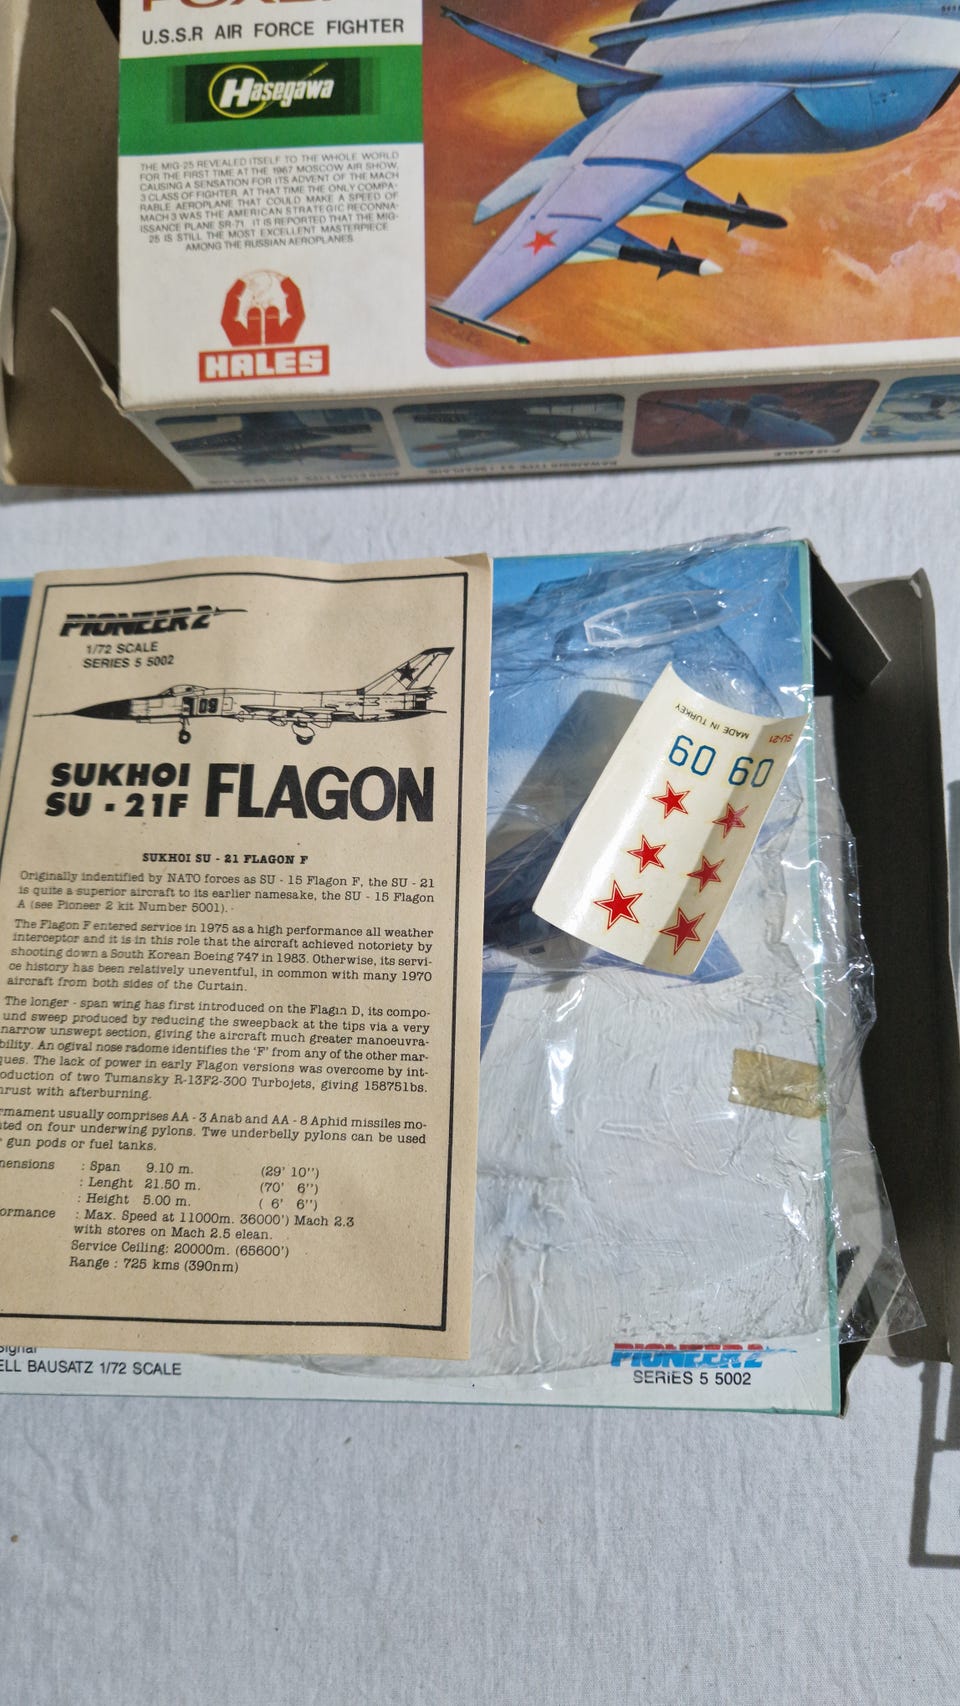 U.S.S.R AIR FORCE FIGHTER
Hasegawa
THE MIG-25 REVEALED ITSELF TO THE WHOLE WORLD
FOR THE FIRST TIME AT THE 1967 MOSCOW AIR SHOW,
CAUSING A SENSATION FOR ITS ADVENT OF THE MACH
3 CLASS OF FIGHTER. AT THAT TIME THE ONLY COMPA-
RABLE AEROPLANE THAT COULD MAKE A SPEED OF
MACH 3 WAS THE AMERICAN STRATEGIC RECONNA-
ISSANCE PLANE SR-71. IT IS REPORTED THAT THE MIG-
25 IS STILL THE MOST EXCELLENT MASTERPIECE
AMONG THE RUSSIAN AEROPLANES
HALES
F-15 EAGLE
PIONEER 2
1/72 SCALE
SERIES 5 5002
09
SUKHOI
SU - 21F
FLAGON
SUKHOI SU - 21 FLAGON F
Originally indentified by NATO forces as SU - 15 Flagon F, the SU - 21
is quite a superior aircraft to its earlier namesake, the SU - 15 Flagon
A (see Pioneer 2 kit Number 5001).
The Flagon F entered service in 1975 as a high performance all weather
interceptor and it is in this role that the aircraft achieved notoriety by
shooting down a South Korean Boeing 747 in 1983. Otherwise, its servi-
ce history has been relatively uneventful, in common with many 1970
aircraft from both sides of the Curtain.
The longer - span wing has first introduced on the Flagın D, its compo-
und sweep produced by reducing the sweepback at the tips via a very
narrow unswept section, giving the aircraft much greater manoeuvra-
bility. An ogival nose radome identifies the 'F' from any of the other mar-
ques. The lack of power in early Flagon versions was overcome by int-
oduction of two Tumansky R-13F2-300 Turbojets, giving 15875lbs.
hrust with afterburning.
rmament usually comprises AA - 3 Anab and AA - 8 Aphid missiles mo-
nted on four underwing pylons. Twe underbelly pylons can be used
gun pods or fuel tanks.
mensions : Span 9.10 m. (29' 10'')
: Lenght 21.50 m. (70' 6'')
: Height 5.00 m. ( 6' 6'')
ormance : Max. Speed at 11000m. 36000') Mach 2.3
with stores on Mach 2.5 elean.
Service Ceiling: 20000m. (65600')
Range : 725 kms (390nm)
SU-21
MADE IN TURKEY
09 09
ELL BAUSATZ 1/72 SCALE
PIONEER 2
SERIES 5 5002